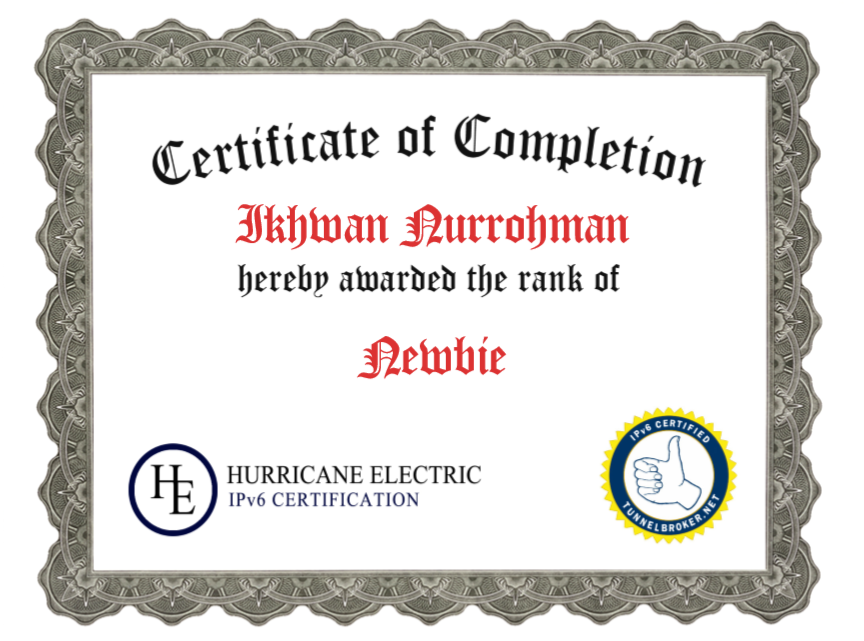 Certificate of Completion
Ikhwan Nurrohman
hereby awarded the rank of
Newbie
HE
HURRICANE ELECTRIC
IPv6 CERTIFICATION
IPv6 CERTIFIED
TUNNELBROKER.NET